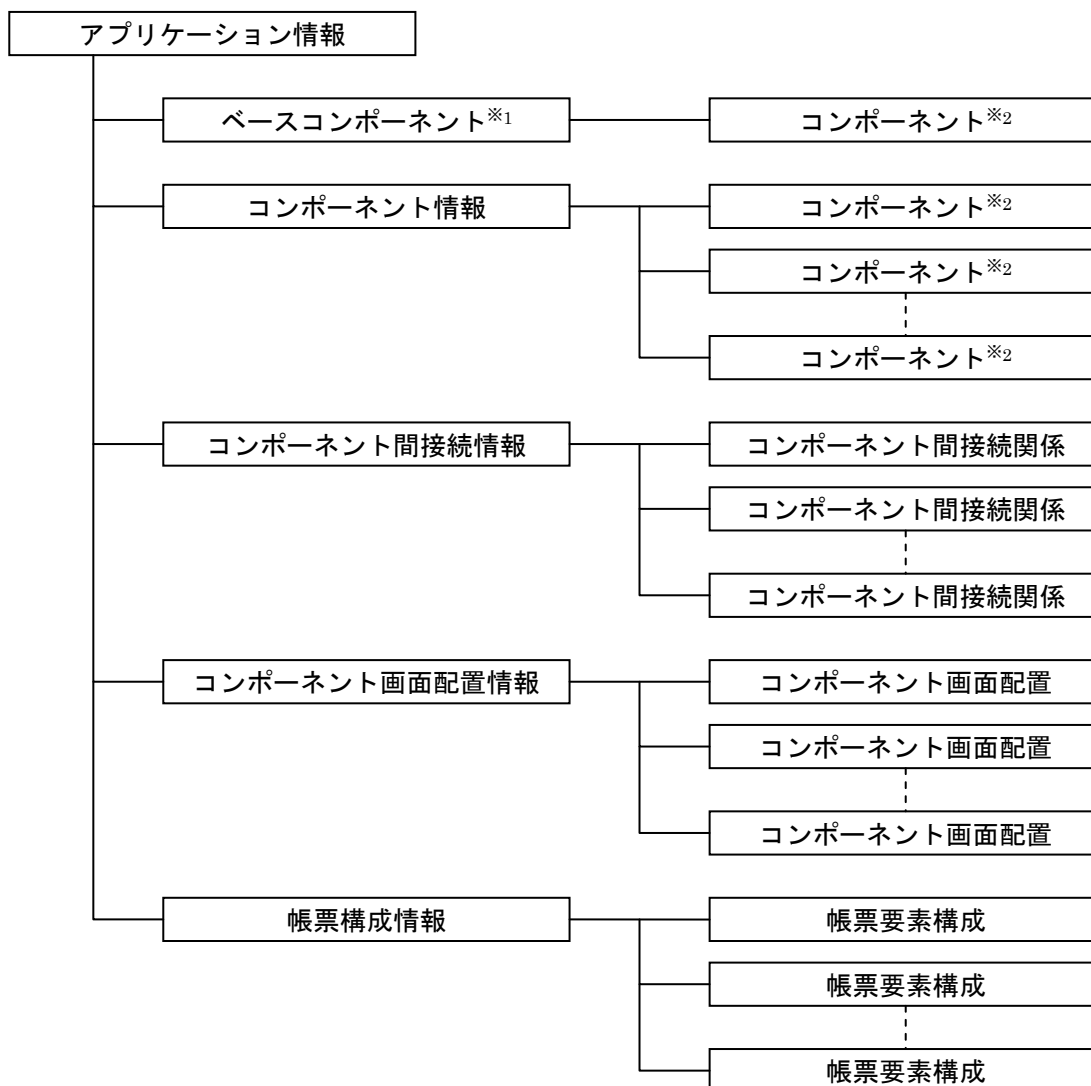 アプリケーション情報
ベースコンポーネント※1
コンポーネント※2
コンポーネント情報
コンポーネント※2
コンポーネント※2
コンポーネント※2
コンポーネント間接続情報
コンポーネント間接続関係
コンポーネント間接続関係
コンポーネント間接続関係
コンポーネント画面配置情報
コンポーネント画面配置
コンポーネント画面配置
コンポーネント画面配置
帳票構成情報
帳票要素構成
帳票要素構成
帳票要素構成